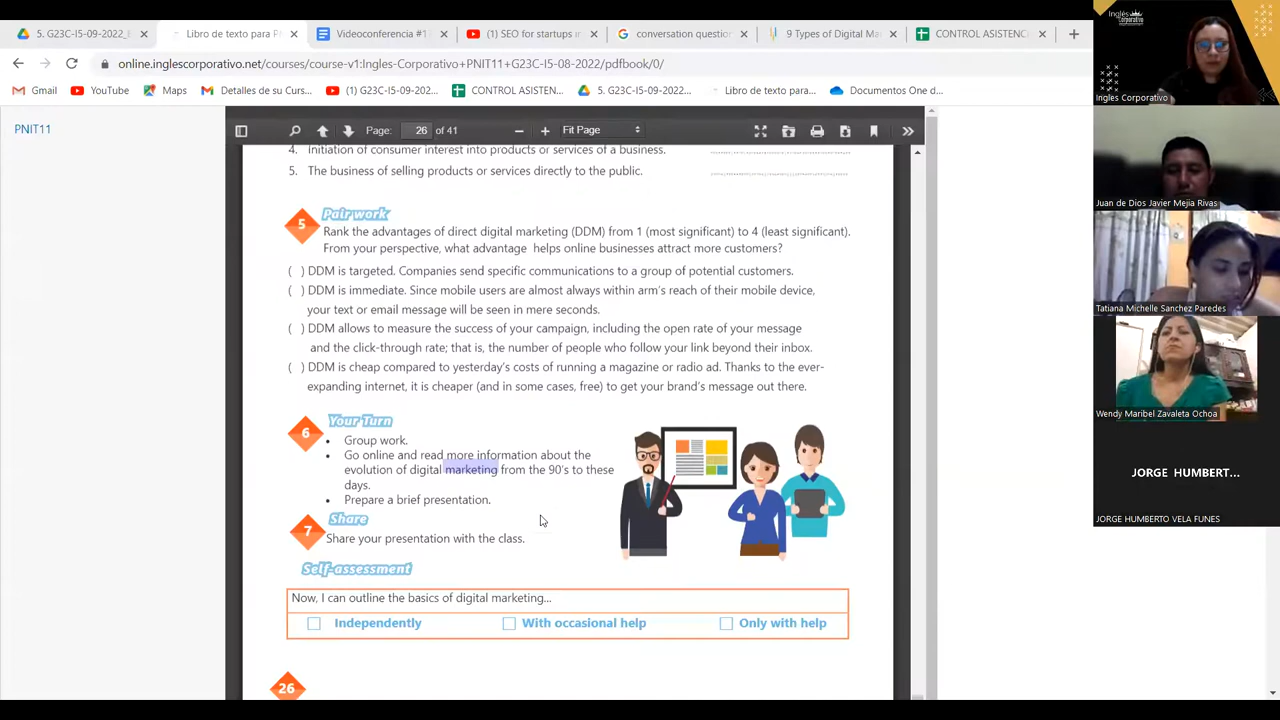 5. G23C-I5-09-2022_
Libro de texto para P
Videoconferencia #1
(1) SEO for startups in
conversation question
9 Types of Digital Ma
CONTROL ASISTEN
online.inglescorporativo.net/courses/course-v1:Ingles-Corporativo+PNIT11+G23C-I5-08-2022/pdfbook/0/
Gmail
YouTube
Maps
Detalles de su Curs...
(1) G23C-I5-09-202...
CONTROL ASISTEN...
5. G23C-I5-09-2022...
Libro de texto para...
Documentos One d...
PNIT11
Page: 26 of 41
Fit Page
4. Initiation of consumer interest into products or services of a business.
5. The business of selling products or services directly to the public.
5 Pair work
Rank the advantages of direct digital marketing (DDM) from 1 (most significant) to 4 (least significant).
From your perspective, what advantage helps online businesses attract more customers?
( ) DDM is targeted. Companies send specific communications to a group of potential customers.
( ) DDM is immediate. Since mobile users are almost always within arm's reach of their mobile device,
your text or email message will be seen in mere seconds.
( ) DDM allows to measure the success of your campaign, including the open rate of your message
and the click-through rate; that is, the number of people who follow your link beyond their inbox.
( ) DDM is cheap compared to yesterday's costs of running a magazine or radio ad. Thanks to the ever-
expanding internet, it is cheaper (and in some cases, free) to get your brand's message out there.
6 Your Turn
• Group work.
• Go online and read more information about the
evolution of digital marketing from the 90's to these
days.
• Prepare a brief presentation.
7 Share
Share your presentation with the class.
Self-assessment
Now, I can outline the basics of digital marketing...
Independently
With occasional help
Only with help
26
Inglés
Corporativo
Ingles Corporativo
Juan de Dios Javier Mejia Rivas
Tatiana Michelle Sanchez Paredes
Wendy Maribel Zavaleta Ochoa
JORGE HUMBERT...
JORGE HUMBERTO VELA FUNES